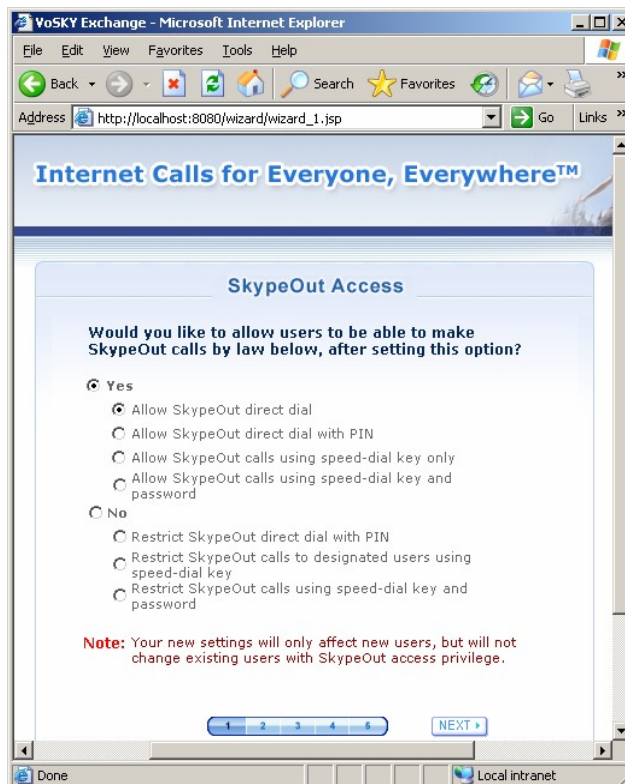 VoSKY Exchange - Microsoft Internet Explorer
File Edit View Favorites Tools Help
Back Search Favorites »
Address http://localhost:8080/wizard/wizard_1.jsp Go Links »
Internet Calls for Everyone, Everywhere™
SkypeOut Access
Would you like to allow users to be able to make
SkypeOut calls by law below, after setting this option?
Yes
Allow SkypeOut direct dial
Allow SkypeOut direct dial with PIN
Allow SkypeOut calls using speed-dial key only
Allow SkypeOut calls using speed-dial key and
password
No
Restrict SkypeOut direct dial with PIN
Restrict SkypeOut calls to designated users using
speed-dial key
Restrict SkypeOut calls using speed-dial key and
password
Note: Your new settings will only affect new users, but will not
change existing users with SkypeOut access privilege.
1 2 3 4 5 NEXT
Done Local intranet